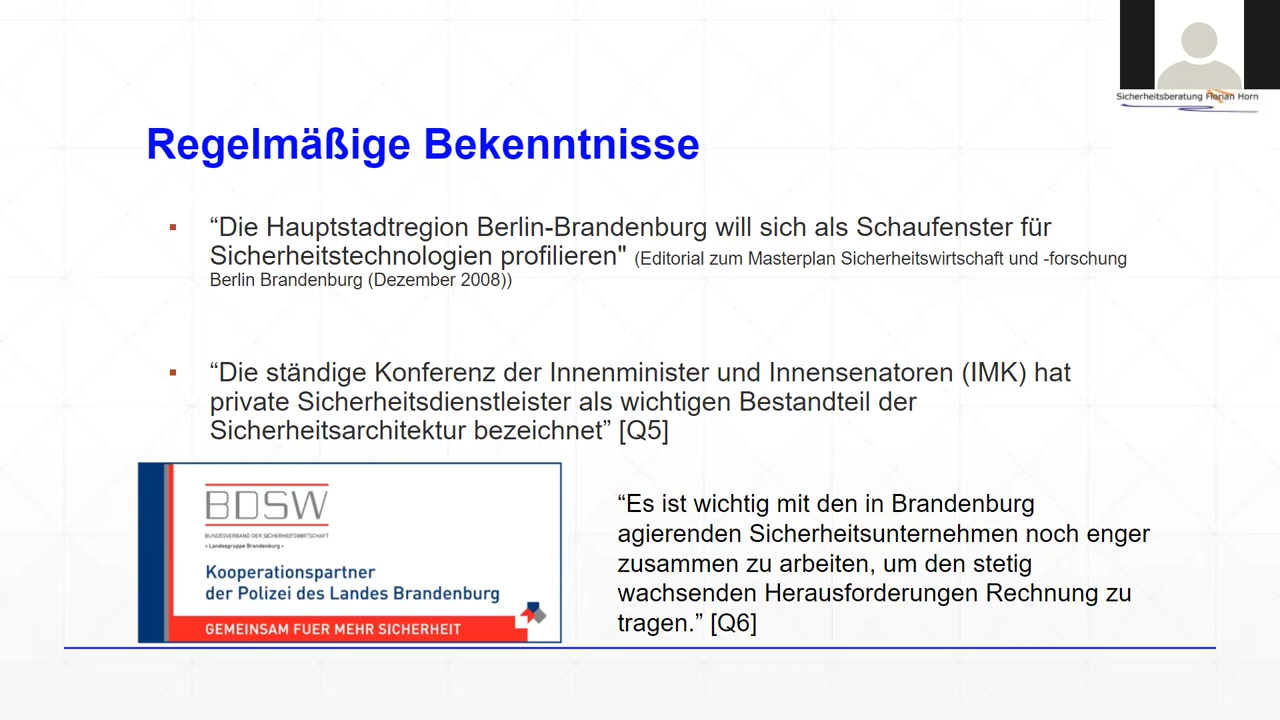 Sicherheitsberatung Florian Horn
Regelmäßige Bekenntnisse
“Die Hauptstadtregion Berlin-Brandenburg will sich als Schaufenster für
Sicherheitstechnologien profilieren" (Editorial zum Masterplan Sicherheitswirtschaft und -forschung
Berlin Brandenburg (Dezember 2008))
“Die ständige Konferenz der Innenminister und Innensenatoren (IMK) hat
private Sicherheitsdienstleister als wichtigen Bestandteil der
Sicherheitsarchitektur bezeichnet” [Q5]
BDSW
BUNDESVERBAND DER SICHERHEITSWIRTSCHAFT
• Landesgruppe Brandenburg •
Kooperationspartner
der Polizei des Landes Brandenburg
GEMEINSAM FUER MEHR SICHERHEIT
“Es ist wichtig mit den in Brandenburg
agierenden Sicherheitsunternehmen noch enger
zusammen zu arbeiten, um den stetig
wachsenden Herausforderungen Rechnung zu
tragen.” [Q6]